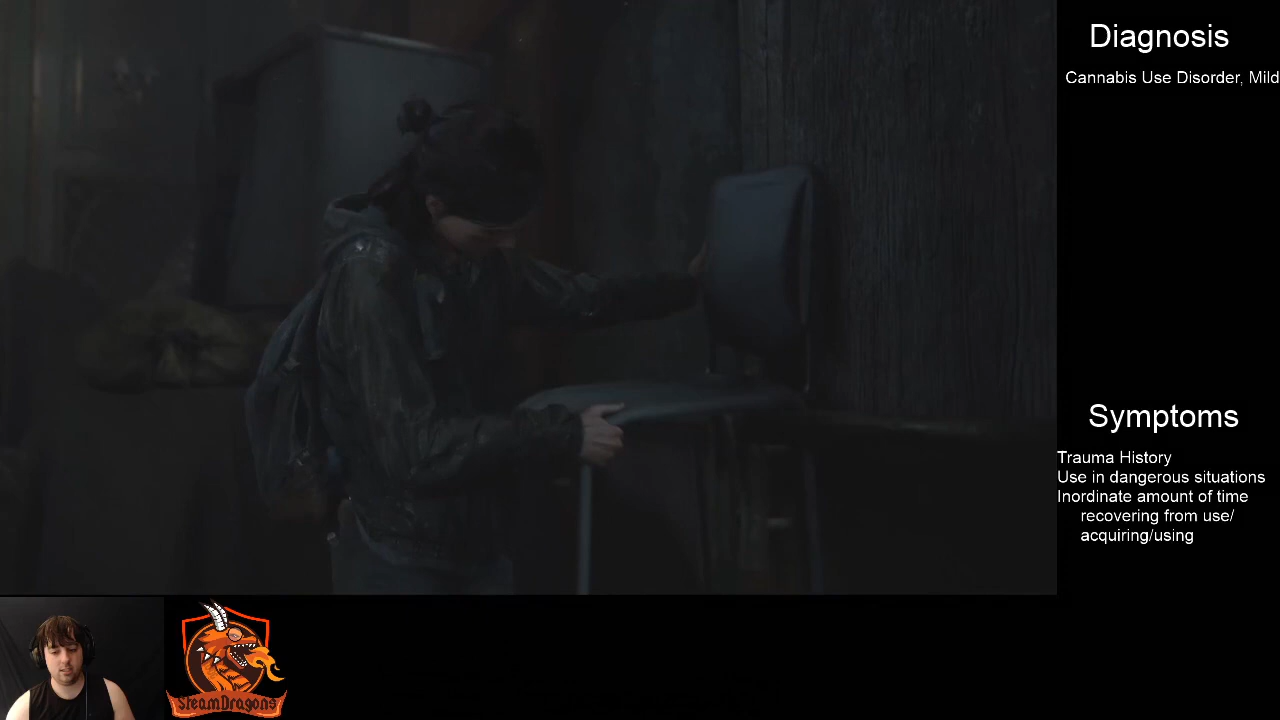 Diagnosis
Cannabis Use Disorder, Mild
Symptoms
Trauma History
Use in dangerous situations
Inordinate amount of time
recovering from use/
acquiring/using
SteamDragons